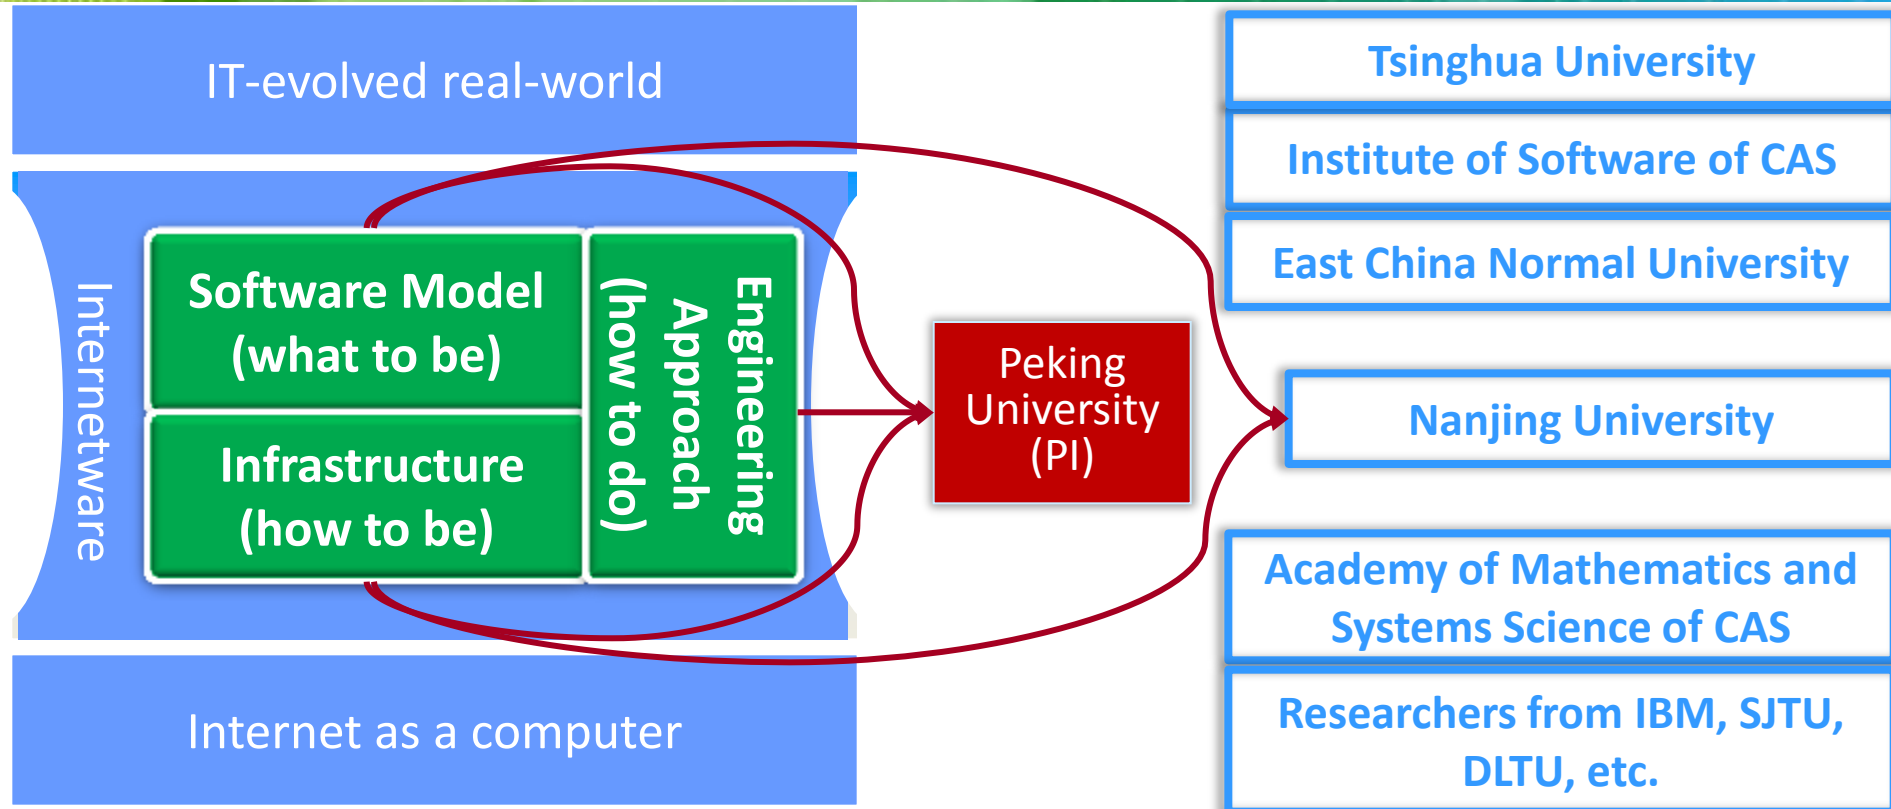 IT-evolved real-world
Internetware
Software Model
(what to be)
Infrastructure
(how to be)
Engineering
Approach
(how to do)
Internet as a computer
Peking
University
(PI)
Tsinghua University
Institute of Software of CAS
East China Normal University
Nanjing University
Academy of Mathematics and
Systems Science of CAS
Researchers from IBM, SJTU,
DLTU, etc.